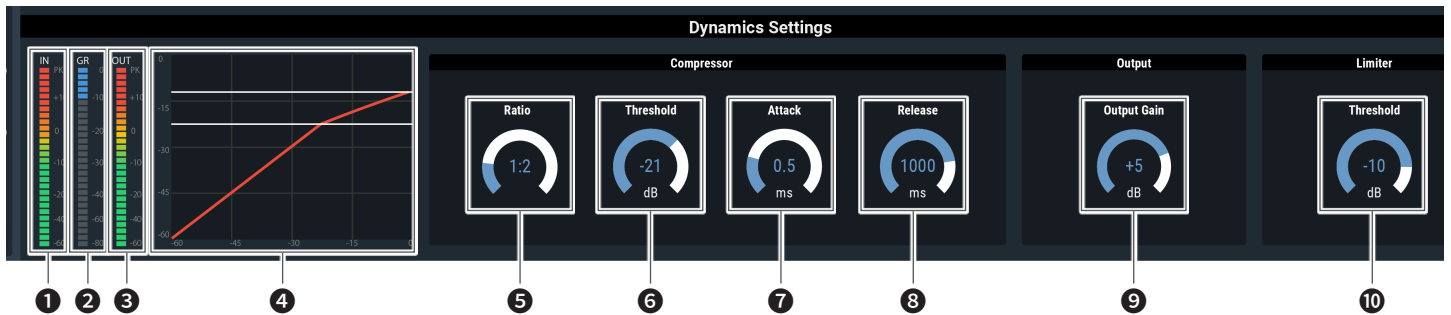 Dynamics Settings
IN GR OUT
PK 0 PK
+10 -10 +10
0 -20 0
-10 -30 -10
-20 -40 -20
-40 -60 -40
-60 -80 -60
0
-15
-30
-45
-60
-60 -45 -30 -15 0
Compressor
Ratio
1:2
Threshold
-21
dB
Attack
0.5
ms
Release
1000
ms
Output
Output Gain
+5
dB
Limiter
Threshold
-10
dB
❶ ❷ ❸ ❹ ❺ ❻ ❼ ❽ ❾ ❿